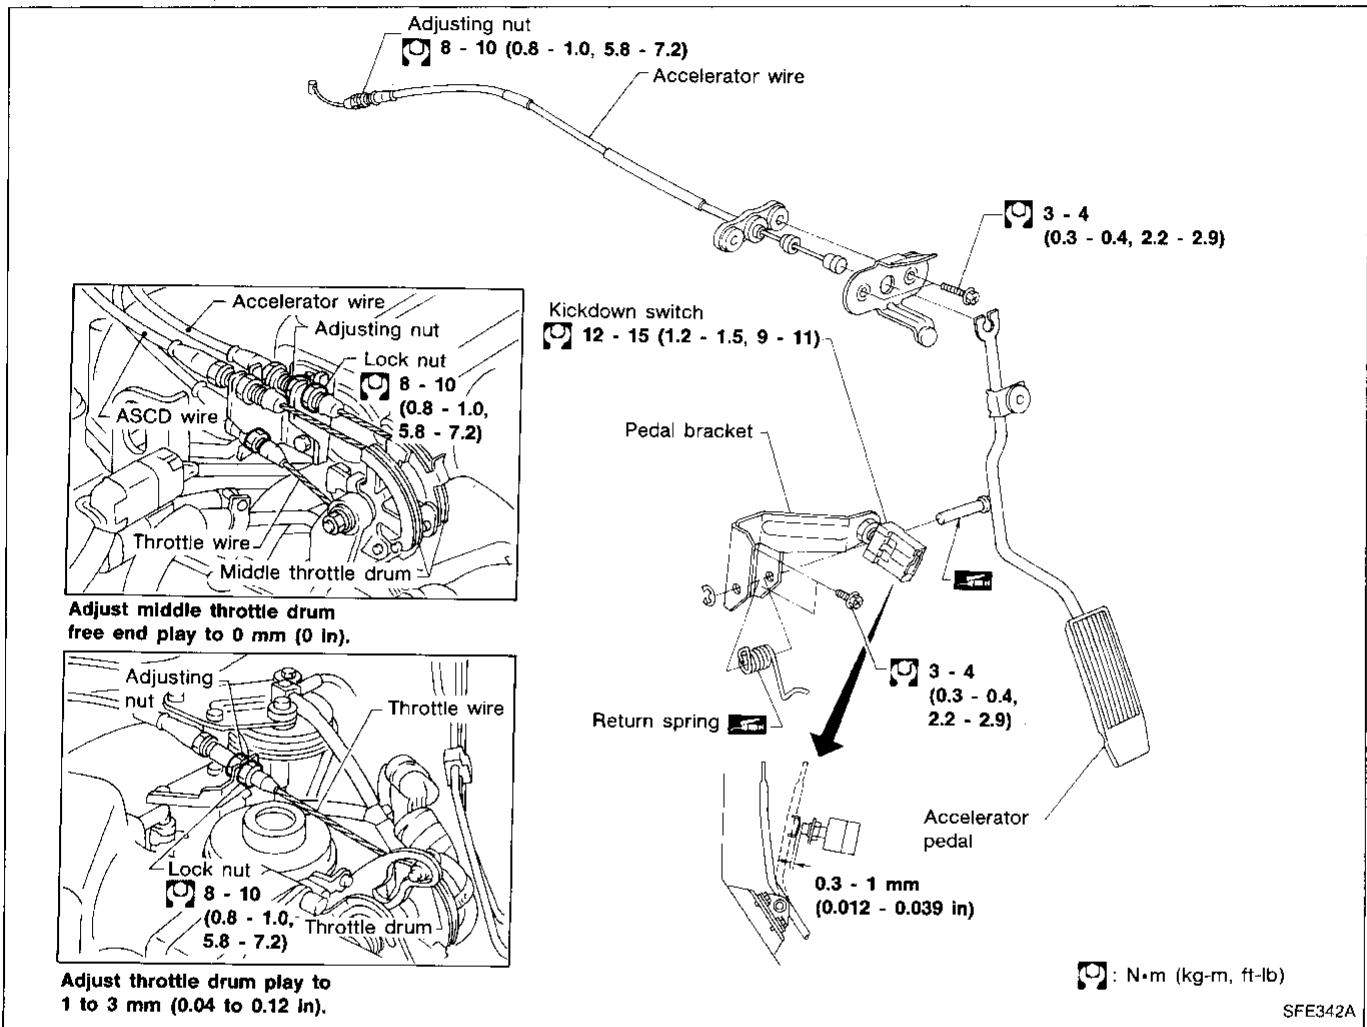 Adjusting nut
8 - 10 (0.8 - 1.0, 5.8 - 7.2)
Accelerator wire
3 - 4
(0.3 - 0.4, 2.2 - 2.9)
Accelerator wire
Adjusting nut
Lock nut
8 - 10
(0.8 - 1.0,
5.8 - 7.2)
ASCD wire
Throttle wire
Middle throttle drum
Adjust middle throttle drum
free end play to 0 mm (0 in).
Kickdown switch
12 - 15 (1.2 - 1.5, 9 - 11)
Pedal bracket
3 - 4
(0.3 - 0.4,
2.2 - 2.9)
Return spring
Adjusting
nut
Throttle wire
Lock nut
8 - 10
(0.8 - 1.0,
5.8 - 7.2)
Throttle drum
Adjust throttle drum play to
1 to 3 mm (0.04 to 0.12 in).
Accelerator
pedal
0.3 - 1 mm
(0.012 - 0.039 in)
: N•m (kg-m, ft-lb)
SFE342A